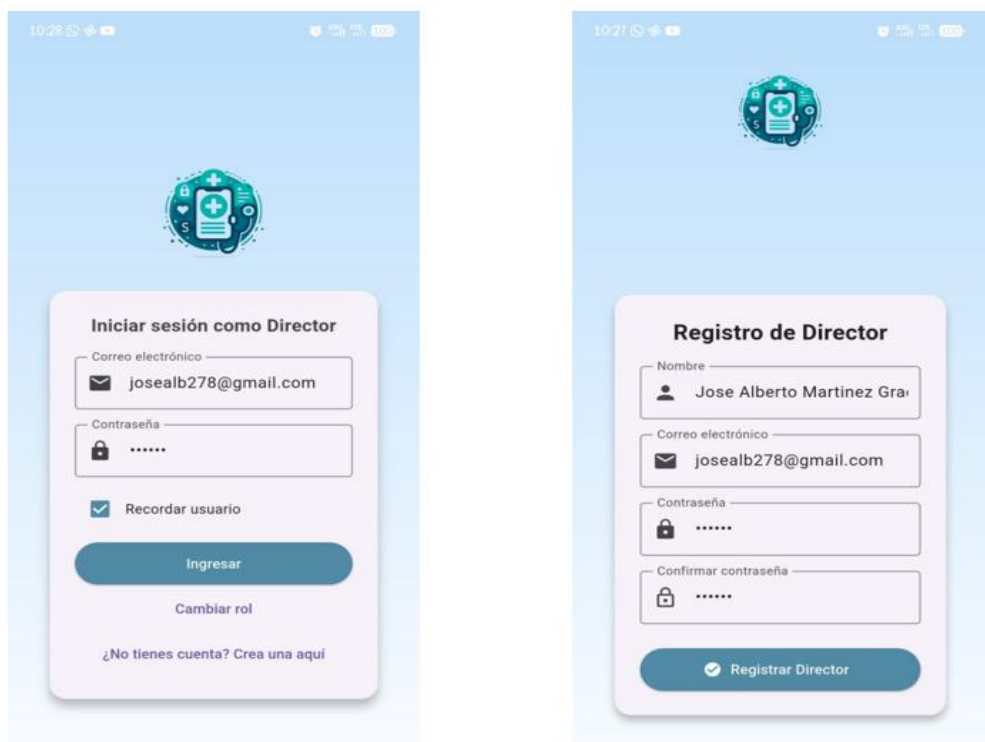 10:28
100
Iniciar sesión como Director
Correo electrónico
josealb278@gmail.com
Contraseña
••••••
Recordar usuario
Ingresar
Cambiar rol
¿No tienes cuenta? Crea una aquí
10:27
100
Registro de Director
Nombre
Jose Alberto Martinez Gra
Correo electrónico
josealb278@gmail.com
Contraseña
••••••
Confirmar contraseña
••••••
Registrar Director